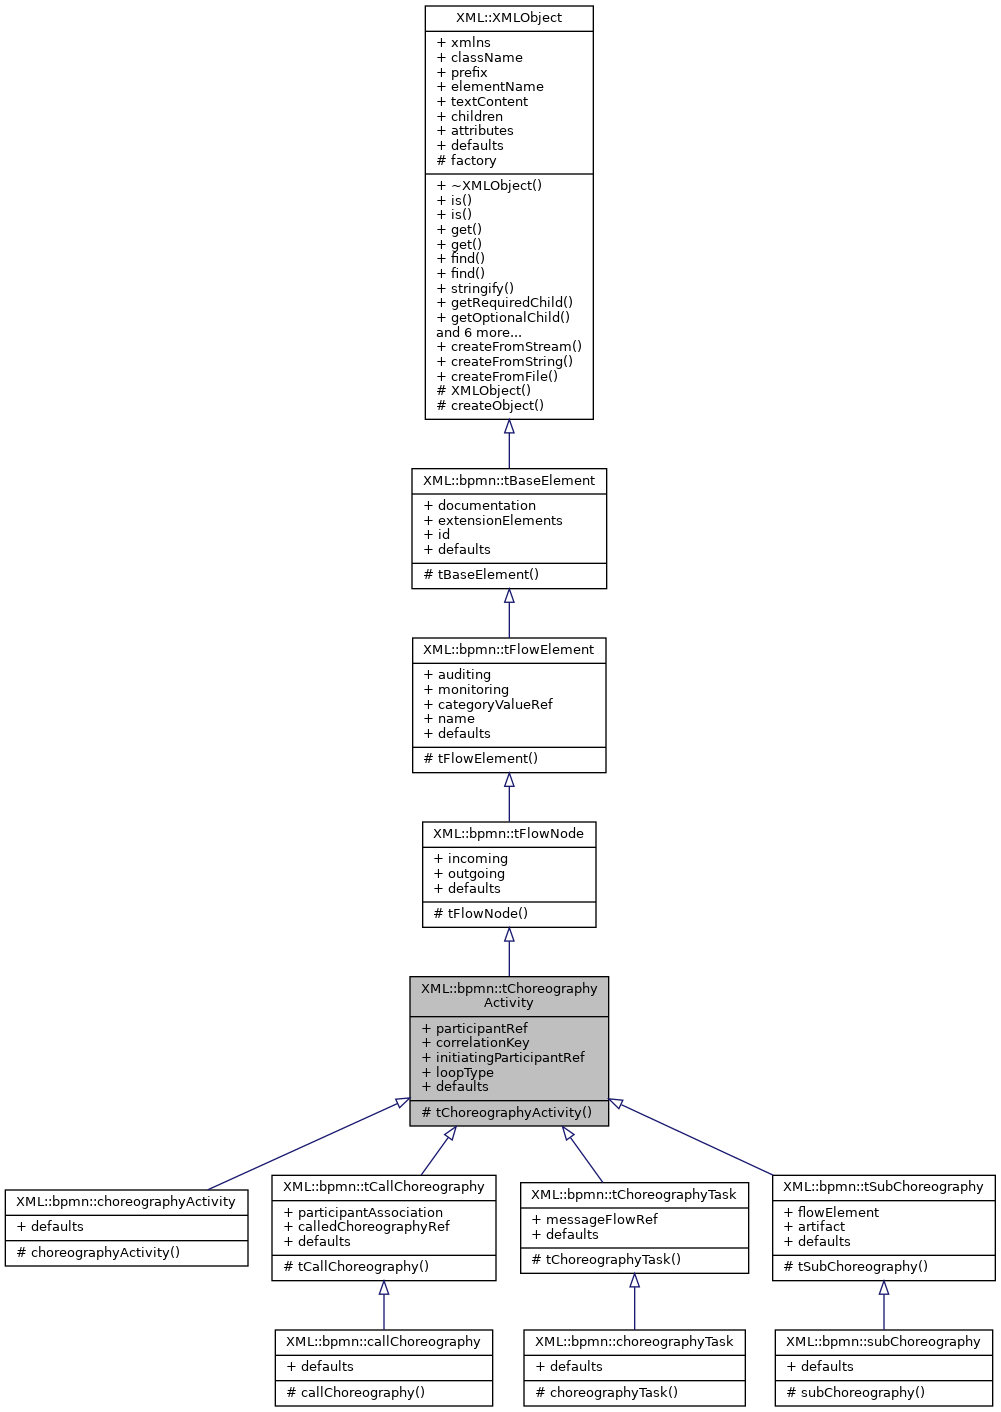 XML::XMLObject
+ xmlns
+ className
+ prefix
+ elementName
+ textContent
+ children
+ attributes
+ defaults
# factory
+ ~XMLObject()
+ is()
+ is()
+ get()
+ get()
+ find()
+ find()
+ stringify()
+ getRequiredChild()
+ getOptionalChild()
and 6 more...
+ createFromStream()
+ createFromString()
+ createFromFile()
# XMLObject()
# createObject()
XML::bpmn::tBaseElement
+ documentation
+ extensionElements
+ id
+ defaults
# tBaseElement()
XML::bpmn::tFlowElement
+ auditing
+ monitoring
+ categoryValueRef
+ name
+ defaults
# tFlowElement()
XML::bpmn::tFlowNode
+ incoming
+ outgoing
+ defaults
# tFlowNode()
XML::bpmn::tChoreography
Activity
+ participantRef
+ correlationKey
+ initiatingParticipantRef
+ loopType
+ defaults
# tChoreographyActivity()
XML::bpmn::choreographyActivity
+ defaults
# choreographyActivity()
XML::bpmn::tCallChoreography
+ participantAssociation
+ calledChoreographyRef
+ defaults
# tCallChoreography()
XML::bpmn::tChoreographyTask
+ messageFlowRef
+ defaults
# tChoreographyTask()
XML::bpmn::tSubChoreography
+ flowElement
+ artifact
+ defaults
# tSubChoreography()
XML::bpmn::callChoreography
+ defaults
# callChoreography()
XML::bpmn::choreographyTask
+ defaults
# choreographyTask()
XML::bpmn::subChoreography
+ defaults
# subChoreography()